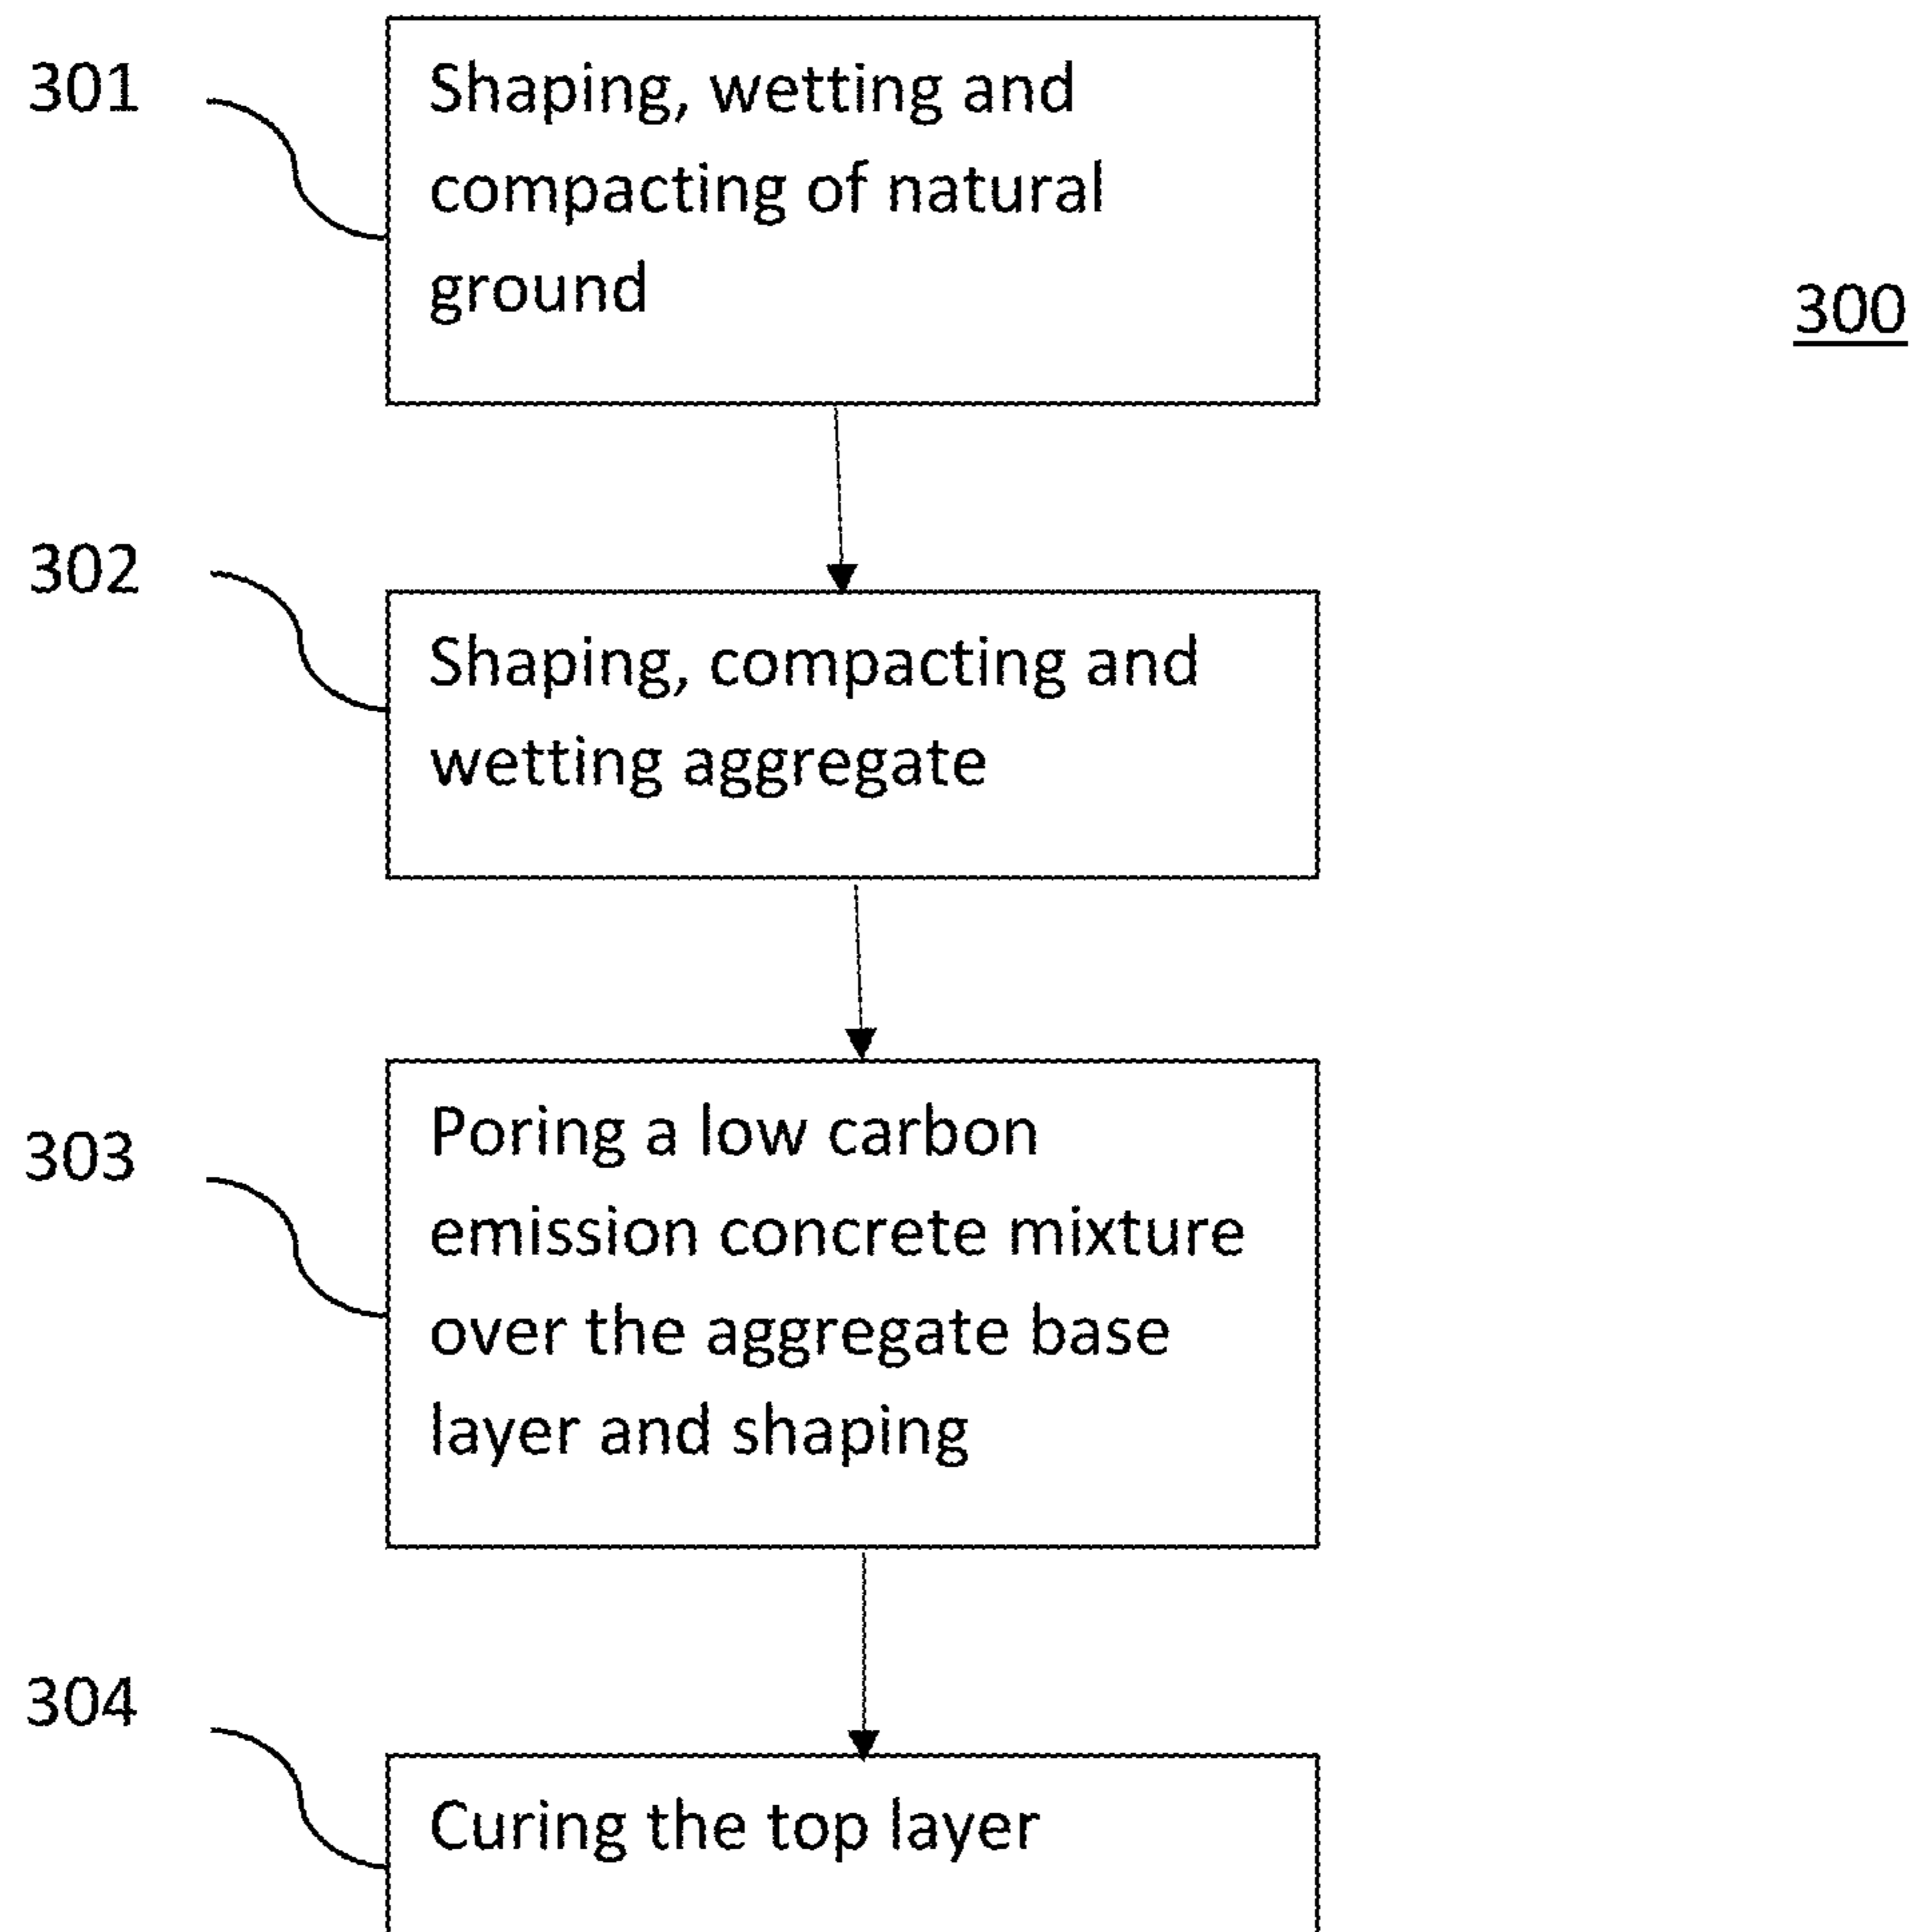 301
Shaping, wetting and
compacting of natural
ground
300
302
Shaping, compacting and
wetting aggregate
303
Poring a low carbon
emission concrete mixture
over the aggregate base
layer and shaping
304
Curing the top layer